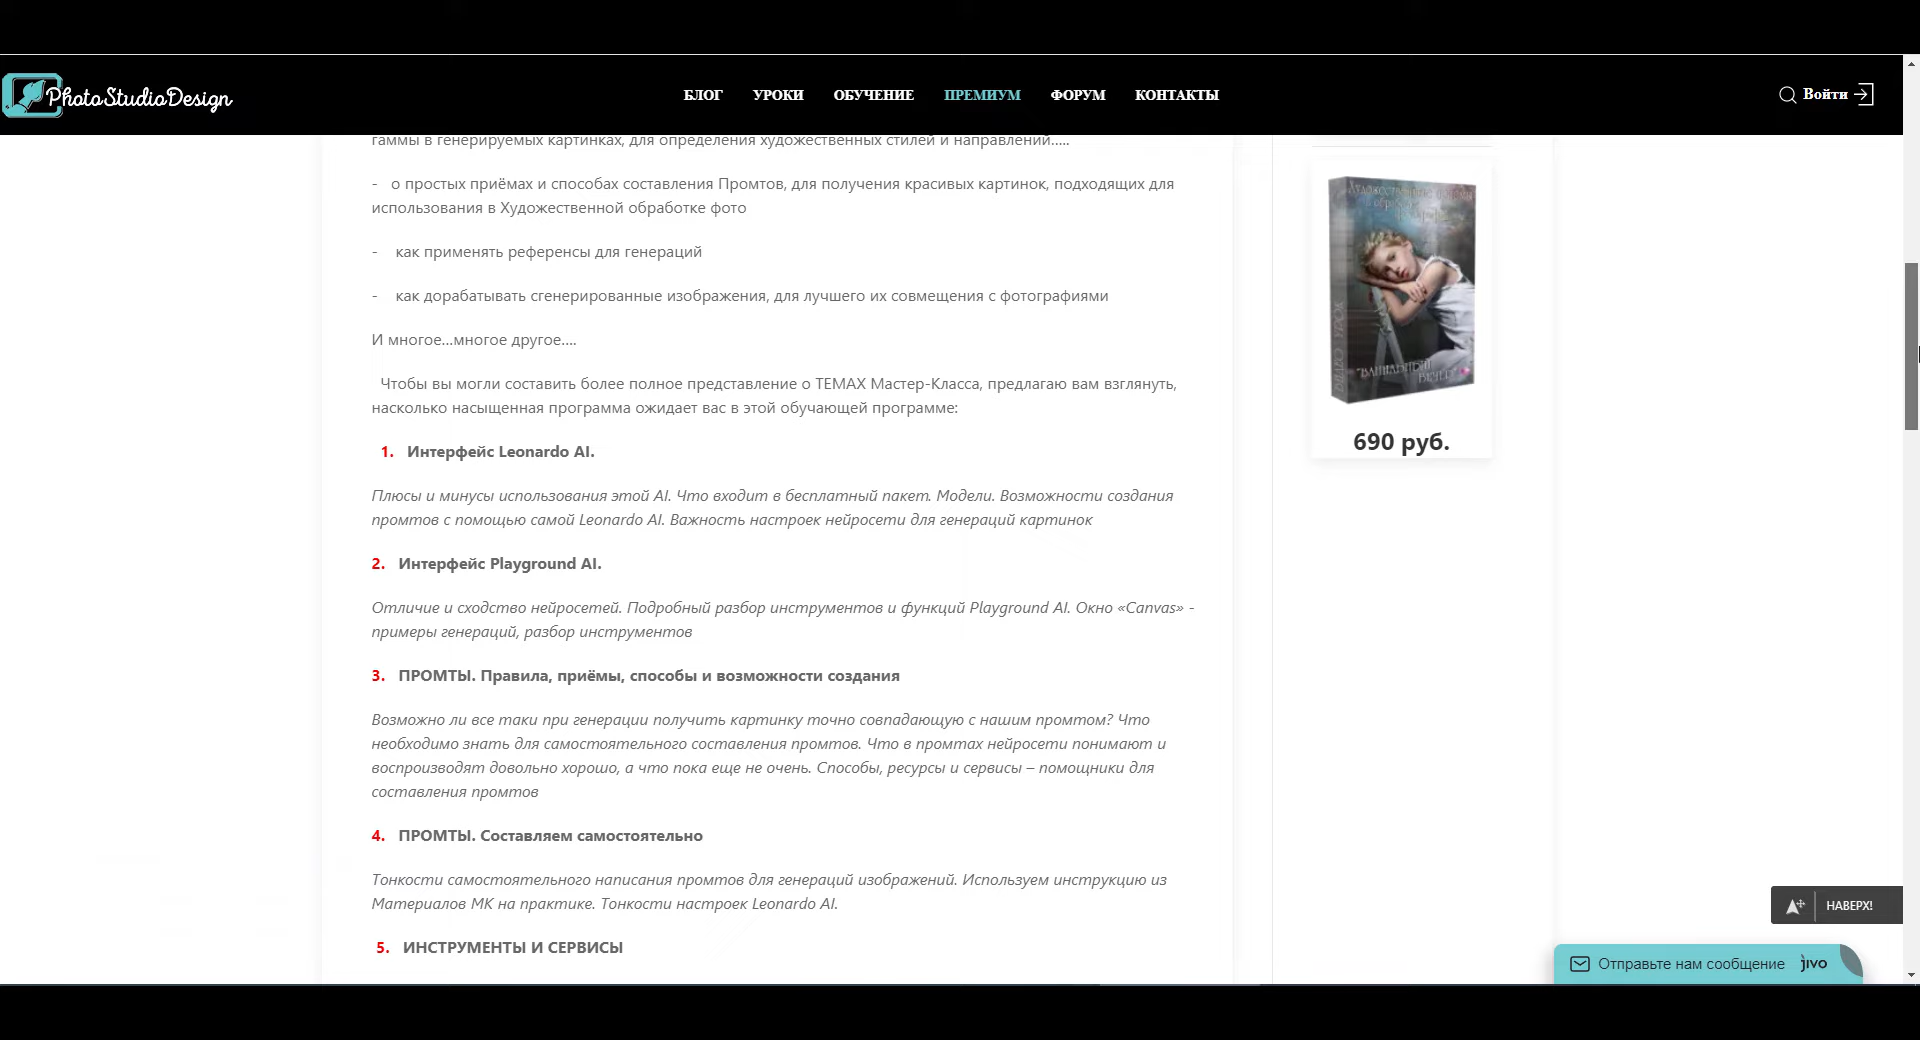 PhotoStudioDesign
БЛОГ УРОКИ ОБУЧЕНИЕ ПРЕМИУМ ФОРУМ КОНТАКТЫ
Войти
гаммы в генерируемых картинках, для определения художественных стилей и направлений.....
- о простых приёмах и способах составления Промтов, для получения красивых картинок, подходящих для
использования в Художественной обработке фото
- как применять референсы для генераций
- как дорабатывать сгенерированные изображения, для лучшего их совмещения с фотографиями
И многое...многое другое....
Чтобы вы могли составить более полное представление о ТЕМАХ Мастер-Класса, предлагаю вам взглянуть,
насколько насыщенная программа ожидает вас в этой обучающей программе:
1. Интерфейс Leonardo AI.
Плюсы и минусы использования этой AI. Что входит в бесплатный пакет. Модели. Возможности создания
промтов с помощью самой Leonardo AI. Важность настроек нейросети для генераций картинок
2. Интерфейс Playground AI.
Отличие и сходство нейросетей. Подробный разбор инструментов и функций Playground AI. Окно «Canvas» -
примеры генераций, разбор инструментов
3. ПРОМТЫ. Правила, приёмы, способы и возможности создания
Возможно ли все таки при генерации получить картинку точно совпадающую с нашим промтом? Что
необходимо знать для самостоятельного составления промтов. Что в промтах нейросети понимают и
воспроизводят довольно хорошо, а что пока еще не очень. Способы, ресурсы и сервисы – помощники для
составления промтов
4. ПРОМТЫ. Составляем самостоятельно
Тонкости самостоятельного написания промтов для генераций изображений. Используем инструкцию из
Материалов МК на практике. Тонкости настроек Leonardo AI.
5. ИНСТРУМЕНТЫ И СЕРВИСЫ
ВИДЕО УРОК
690 руб.
НАВЕРХ!
Отправьте нам сообщение jivo